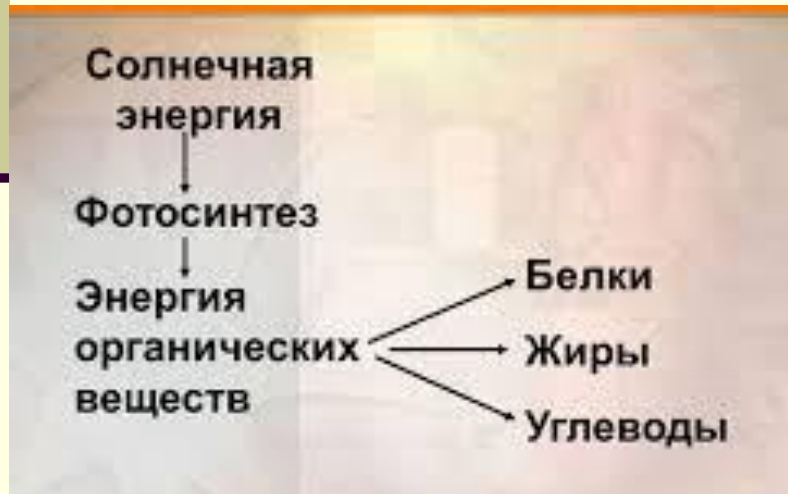 Солнечная
энергия
Фотосинтез
Энергия
органических
веществ
Белки
Жиры
Углеводы